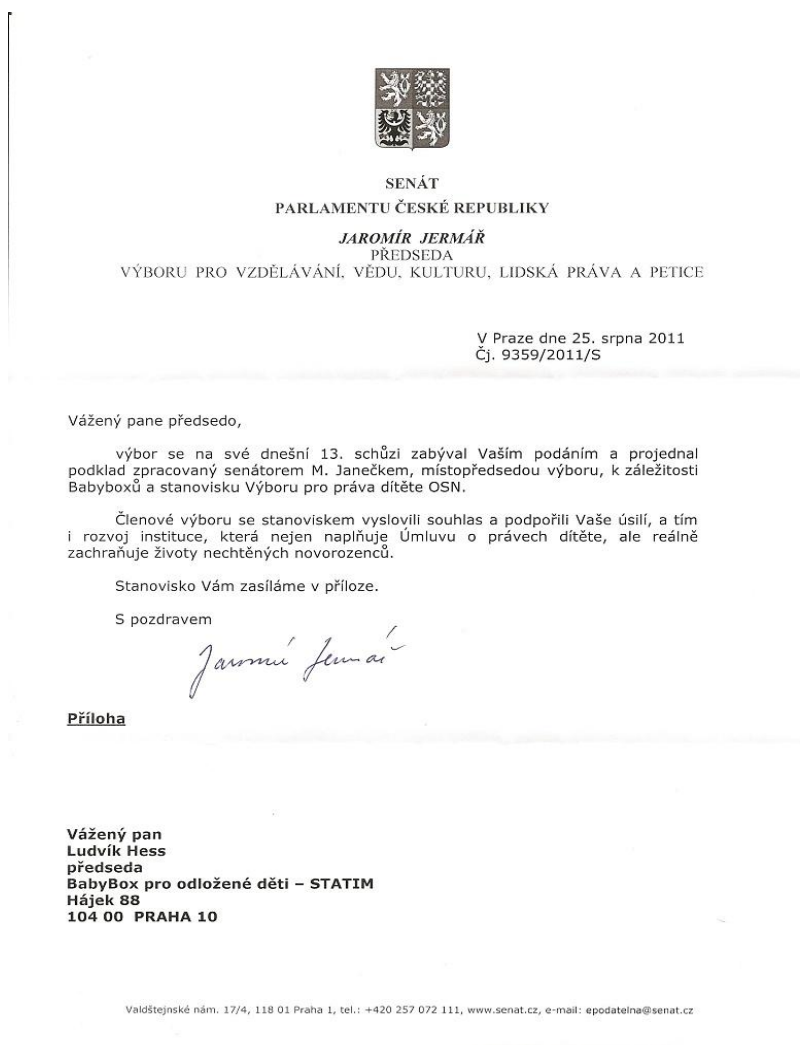 SENÁT
PARLAMENTU ČESKÉ REPUBLIKY
JAROMÍR JERMÁŘ
PŘEDSEDA
VÝBORU PRO VZDĚLÁVÁNÍ, VĚDU, KULTURU, LIDSKÁ PRÁVA A PETICE
V Praze dne 25. srpna 2011
Čj. 9359/2011/S
Vážený pane předsedo,
výbor se na své dnešní 13. schůzi zabýval Vaším podáním a projednal
podklad zpracovaný senátorem M. Janečkem, místopředsedou výboru, k záležitosti
Babyboxů a stanovisku Výboru pro práva dítěte OSN.
Členové výboru se stanoviskem vyslovili souhlas a podpořili Vaše úsilí, a tím
i rozvoj instituce, která nejen naplňuje Úmluvu o právech dítěte, ale reálně
zachraňuje životy nechtěných novorozenců.
Stanovisko Vám zasíláme v příloze.
S pozdravem
Jaromír Jermář
Příloha
Vážený pan
Ludvík Hess
předseda
BabyBox pro odložené děti – STATIM
Hájek 88
104 00 PRAHA 10
Valdštejnské nám. 17/4, 118 01 Praha 1, tel.: +420 257 072 111, www.senat.cz, e-mail: epodatelna@senat.cz